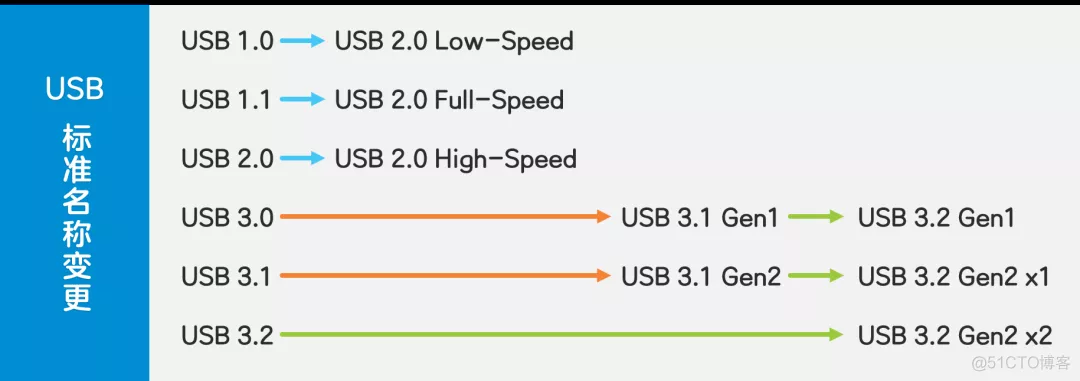 USB
标准名称变更
USB 1.0 USB 2.0 Low-Speed
USB 1.1 USB 2.0 Full-Speed
USB 2.0 USB 2.0 High-Speed
USB 3.0 USB 3.1 Gen1 USB 3.2 Gen1
USB 3.1 USB 3.1 Gen2 USB 3.2 Gen2 x1
USB 3.2 USB 3.2 Gen2 x2
@51CTO博客